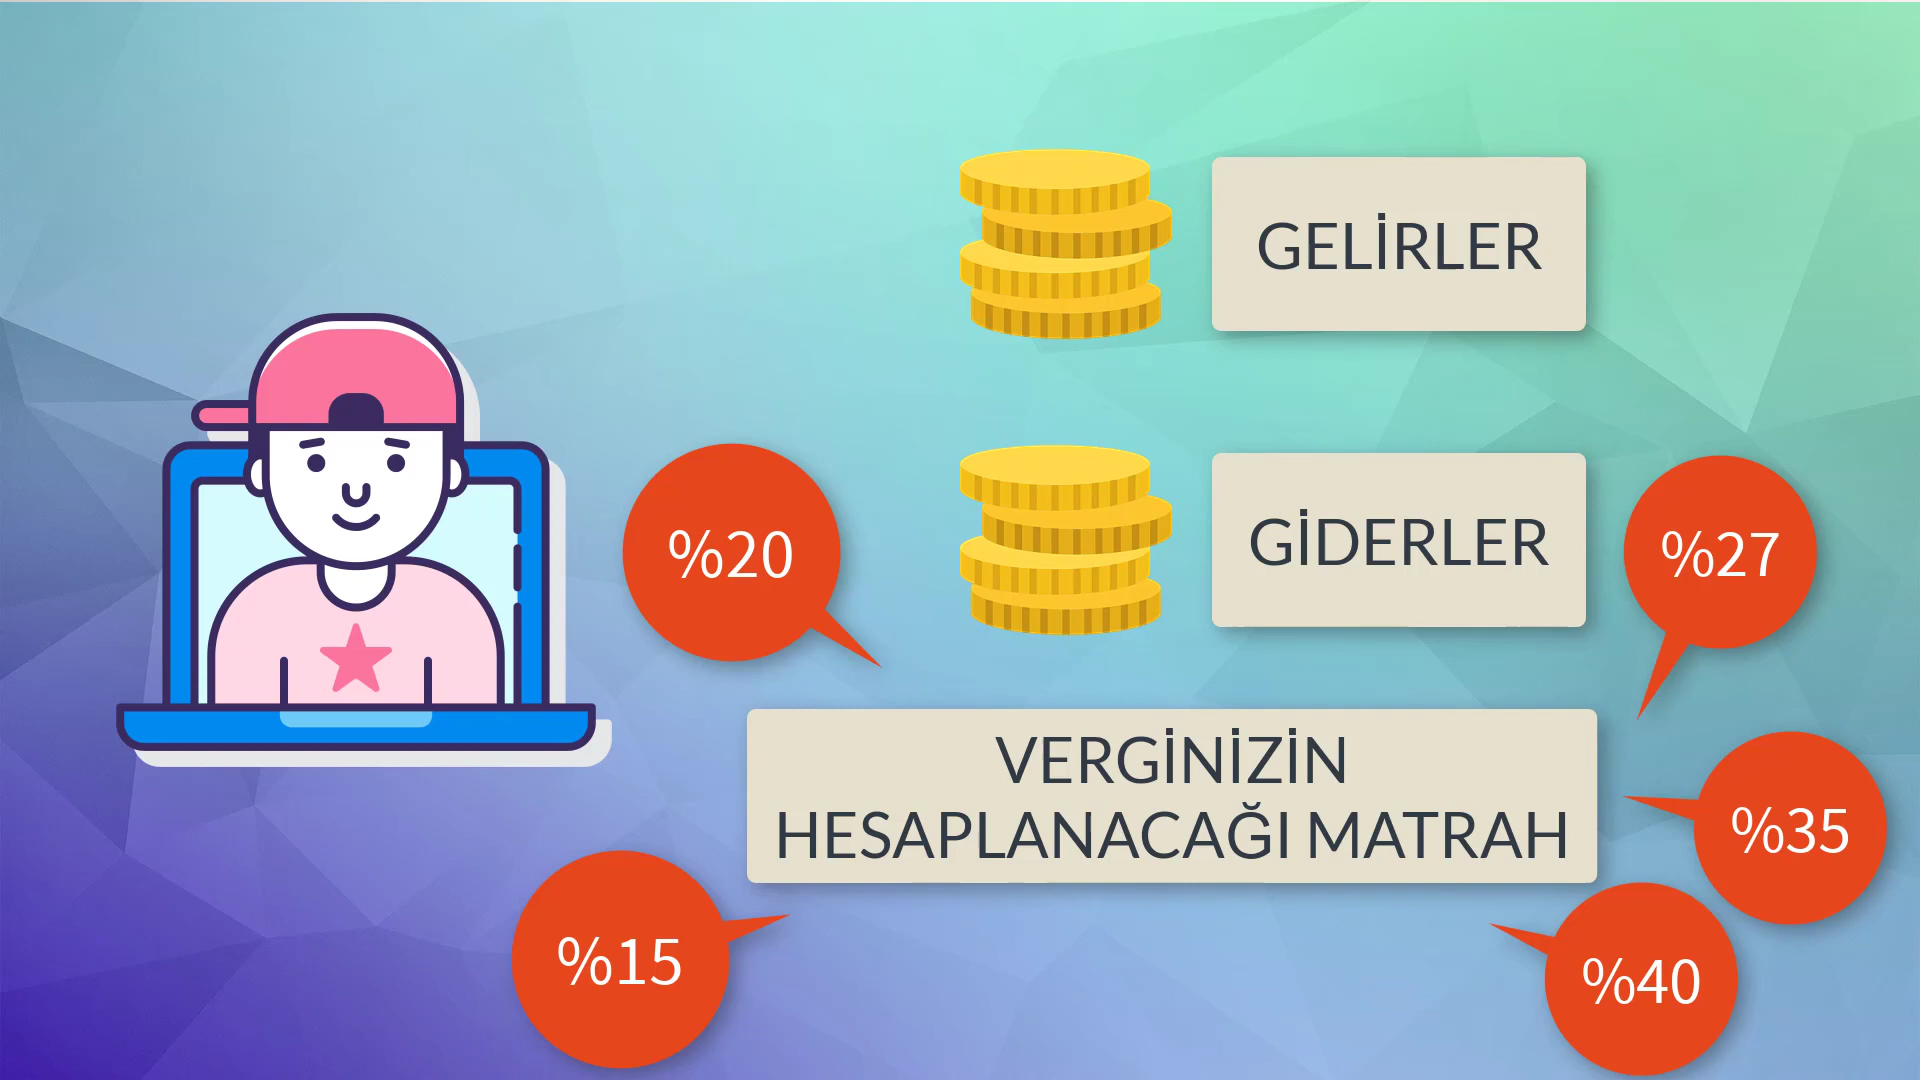 GELİRLER
GİDERLER
%20
%27
VERGİNİZİN
HESAPLANACAĞI MATRAH
%35
%15
%40